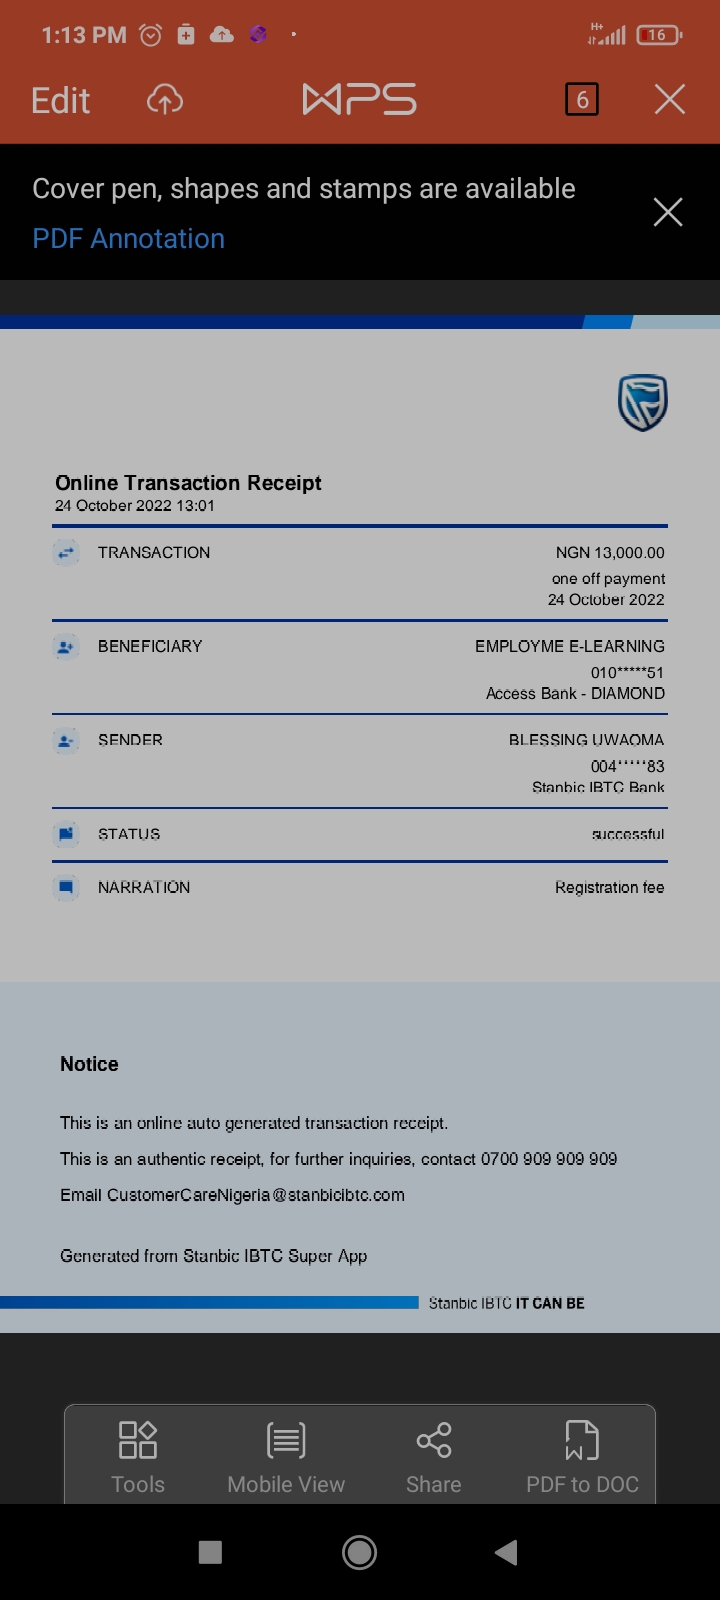 1:13 PM
H+
16
Edit
WPS
6
Cover pen, shapes and stamps are available
PDF Annotation
Online Transaction Receipt
24 October 2022 13:01
TRANSACTION
NGN 13,000.00
one off payment
24 October 2022
BENEFICIARY
EMPLOYME E-LEARNING
010*****51
Access Bank - DIAMOND
SENDER
BLESSING UWAOMA
004*****83
Stanbic IBTC Bank
STATUS
successful
NARRATION
Registration fee
Notice
This is an online auto generated transaction receipt.
This is an authentic receipt, for further inquiries, contact 0700 909 909 909
Email CustomerCareNigeria@stanbicibtc.com
Generated from Stanbic IBTC Super App
Stanbic IBTC IT CAN BE
Tools
Mobile View
Share
PDF to DOC